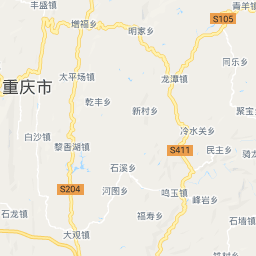 丰盛镇
增福乡
明家乡
S105
青羊镇
同乐乡
太平场镇
龙潭镇
重庆市
乾丰乡
新村乡
聚宝
冷水关乡
白沙镇
黎香湖镇
S411
民主乡
骑龙
石溪乡
S204
河图乡
鸣玉镇
峰岩乡
石龙镇
福寿乡
石墙镇
大观镇
笋乡